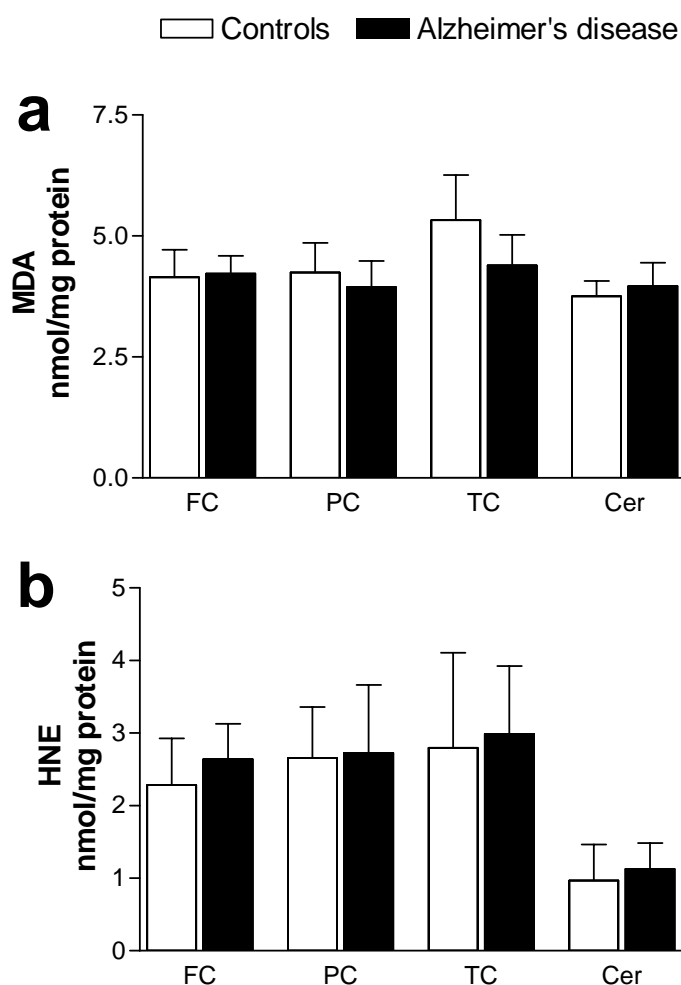 Controls Alzheimer's disease
a
MDA
nmol/mg protein
7.5
5.0
2.5
0.0
FC PC TC Cer
b
HNE
nmol/mg protein
5
4
3
2
1
0
FC PC TC Cer